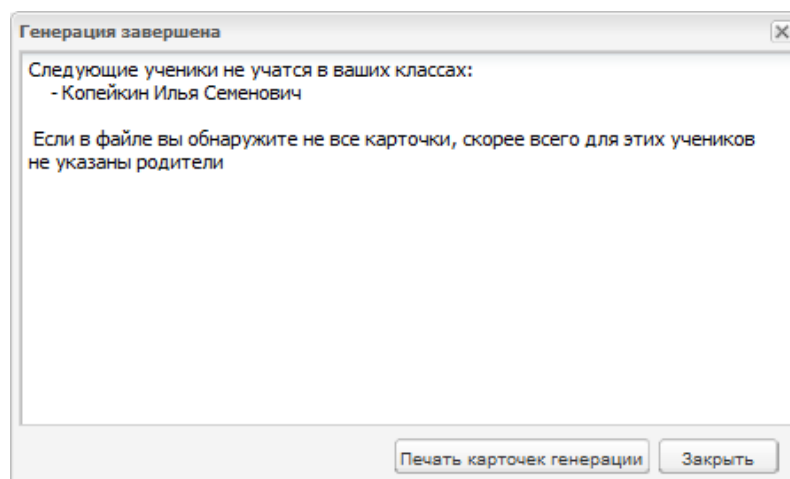 Генерация завершена
Следующие ученики не учатся в ваших классах:
- Копейкин Илья Семенович
Если в файле вы обнаружите не все карточки, скорее всего для этих учеников
не указаны родители
Печать карточек генерации
Закрыть